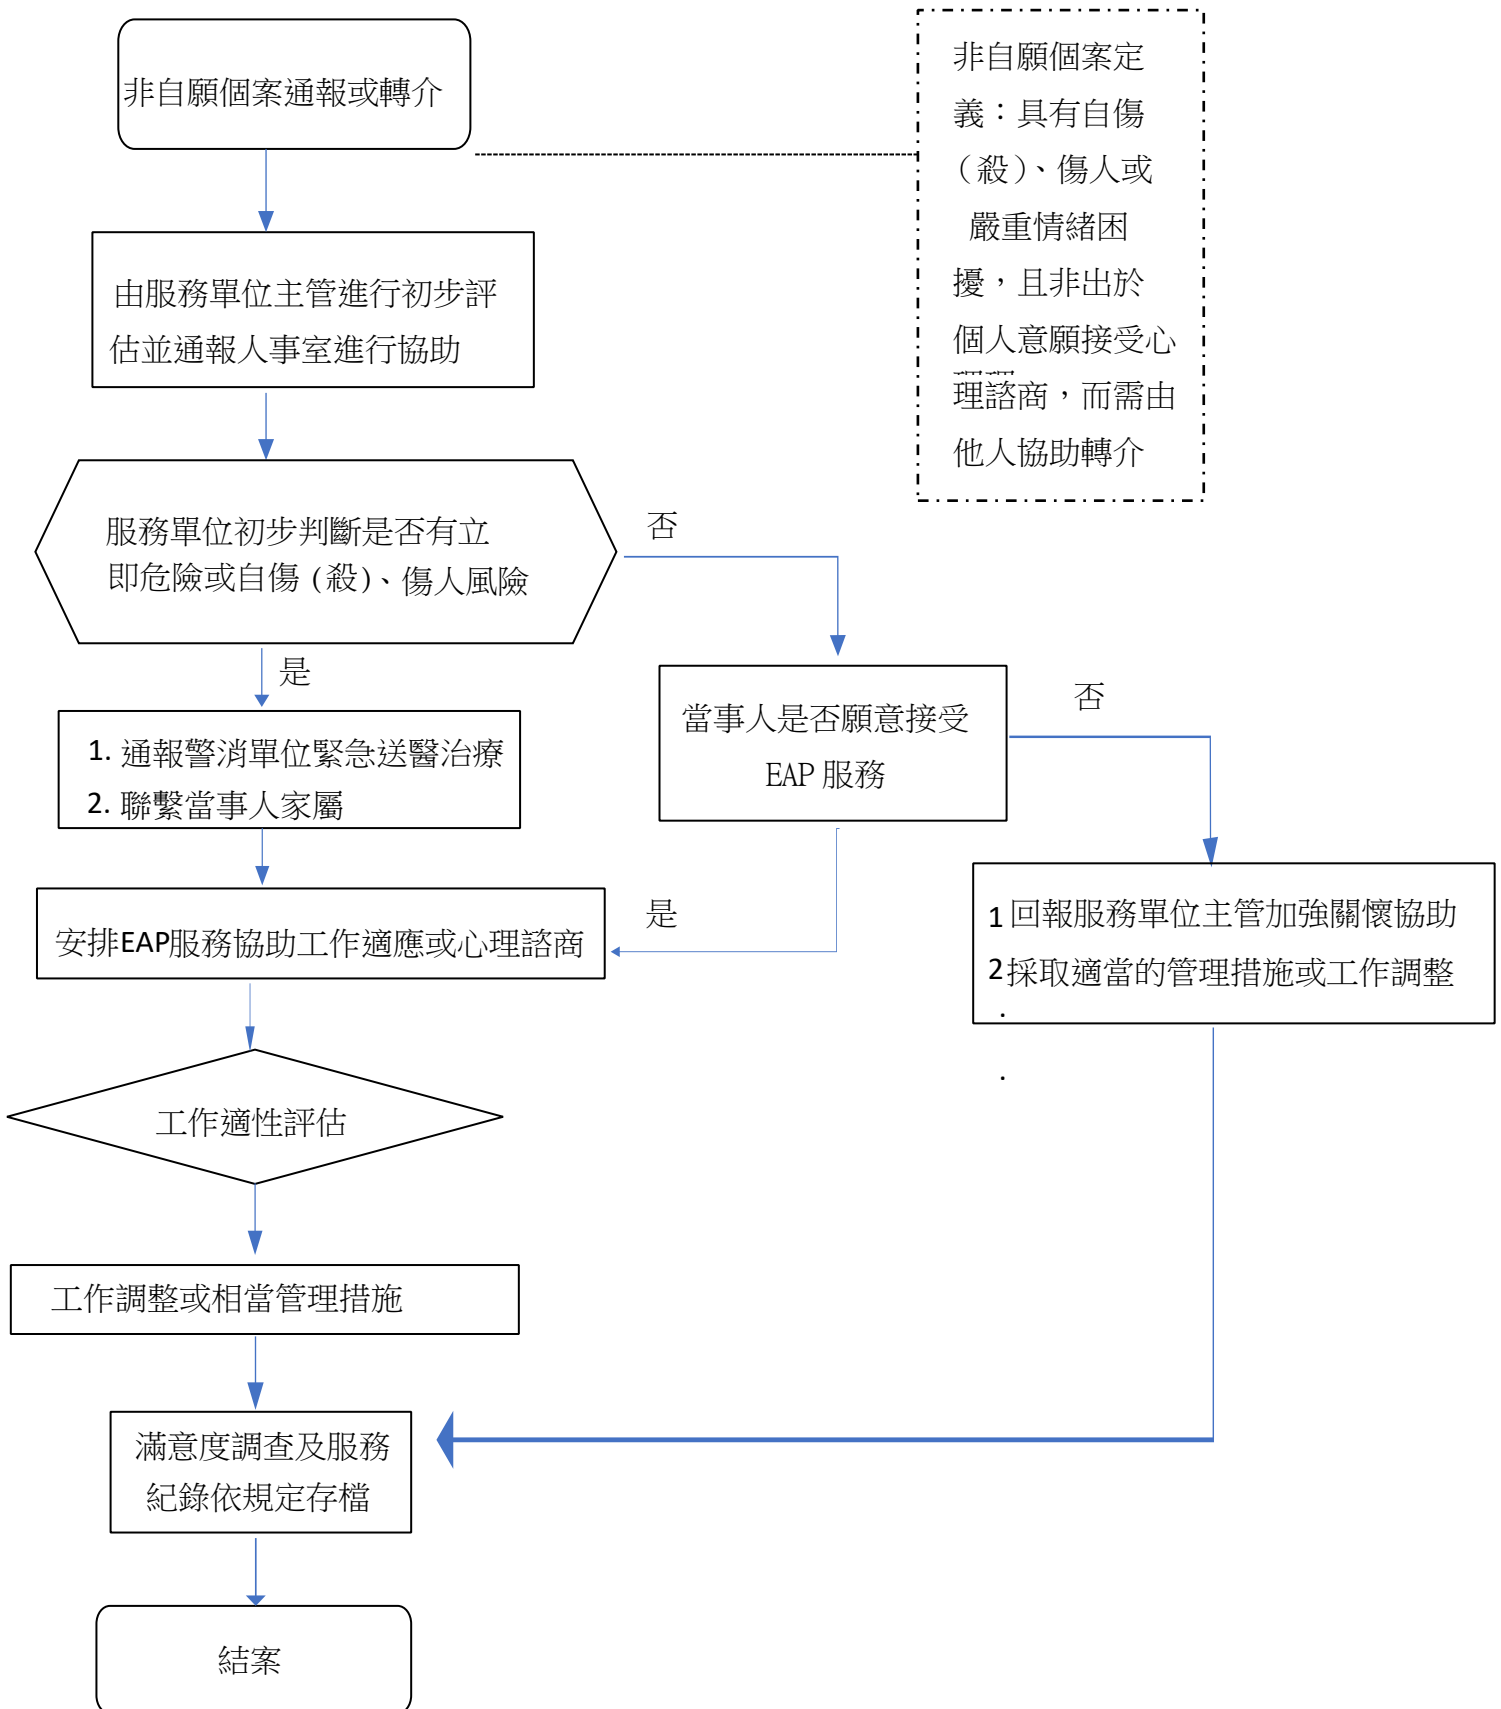 非自願個案通報或轉介
非自願個案定
義：具有自傷
（殺）、傷人或
嚴重情緒困
擾，且非出於
個人意願接受心
理諮商，而需由
他人協助轉介
由服務單位主管進行初步評
估並通報人事室進行協助
服務單位初步判斷是否有立
即危險或自傷(殺)、傷人風險
否
是
1. 通報警消單位緊急送醫治療
2. 聯繫當事人家屬
當事人是否願意接受
EAP 服務
否
是
安排EAP服務協助工作適應或心理諮商
1 回報服務單位主管加強關懷協助
2 採取適當的管理措施或工作調整
.
.
工作適性評估
工作調整或相當管理措施
滿意度調查及服務
紀錄依規定存檔
結案